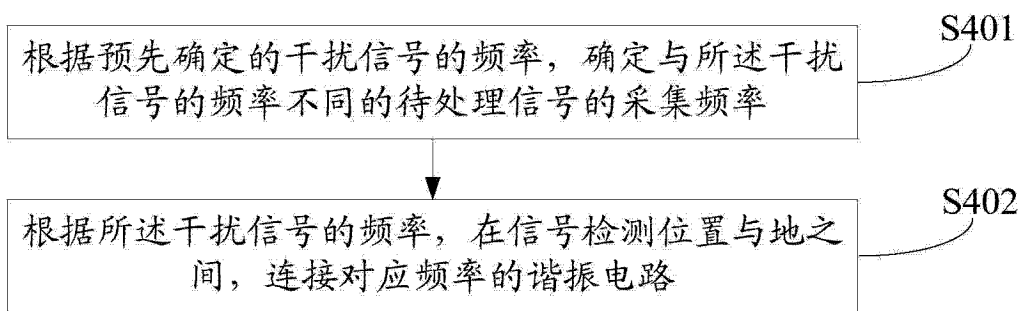 S401
根据预先确定的干扰信号的频率，确定与所述干扰
信号的频率不同的待处理信号的采集频率
S402
根据所述干扰信号的频率，在信号检测位置与地之
间，连接对应频率的谐振电路